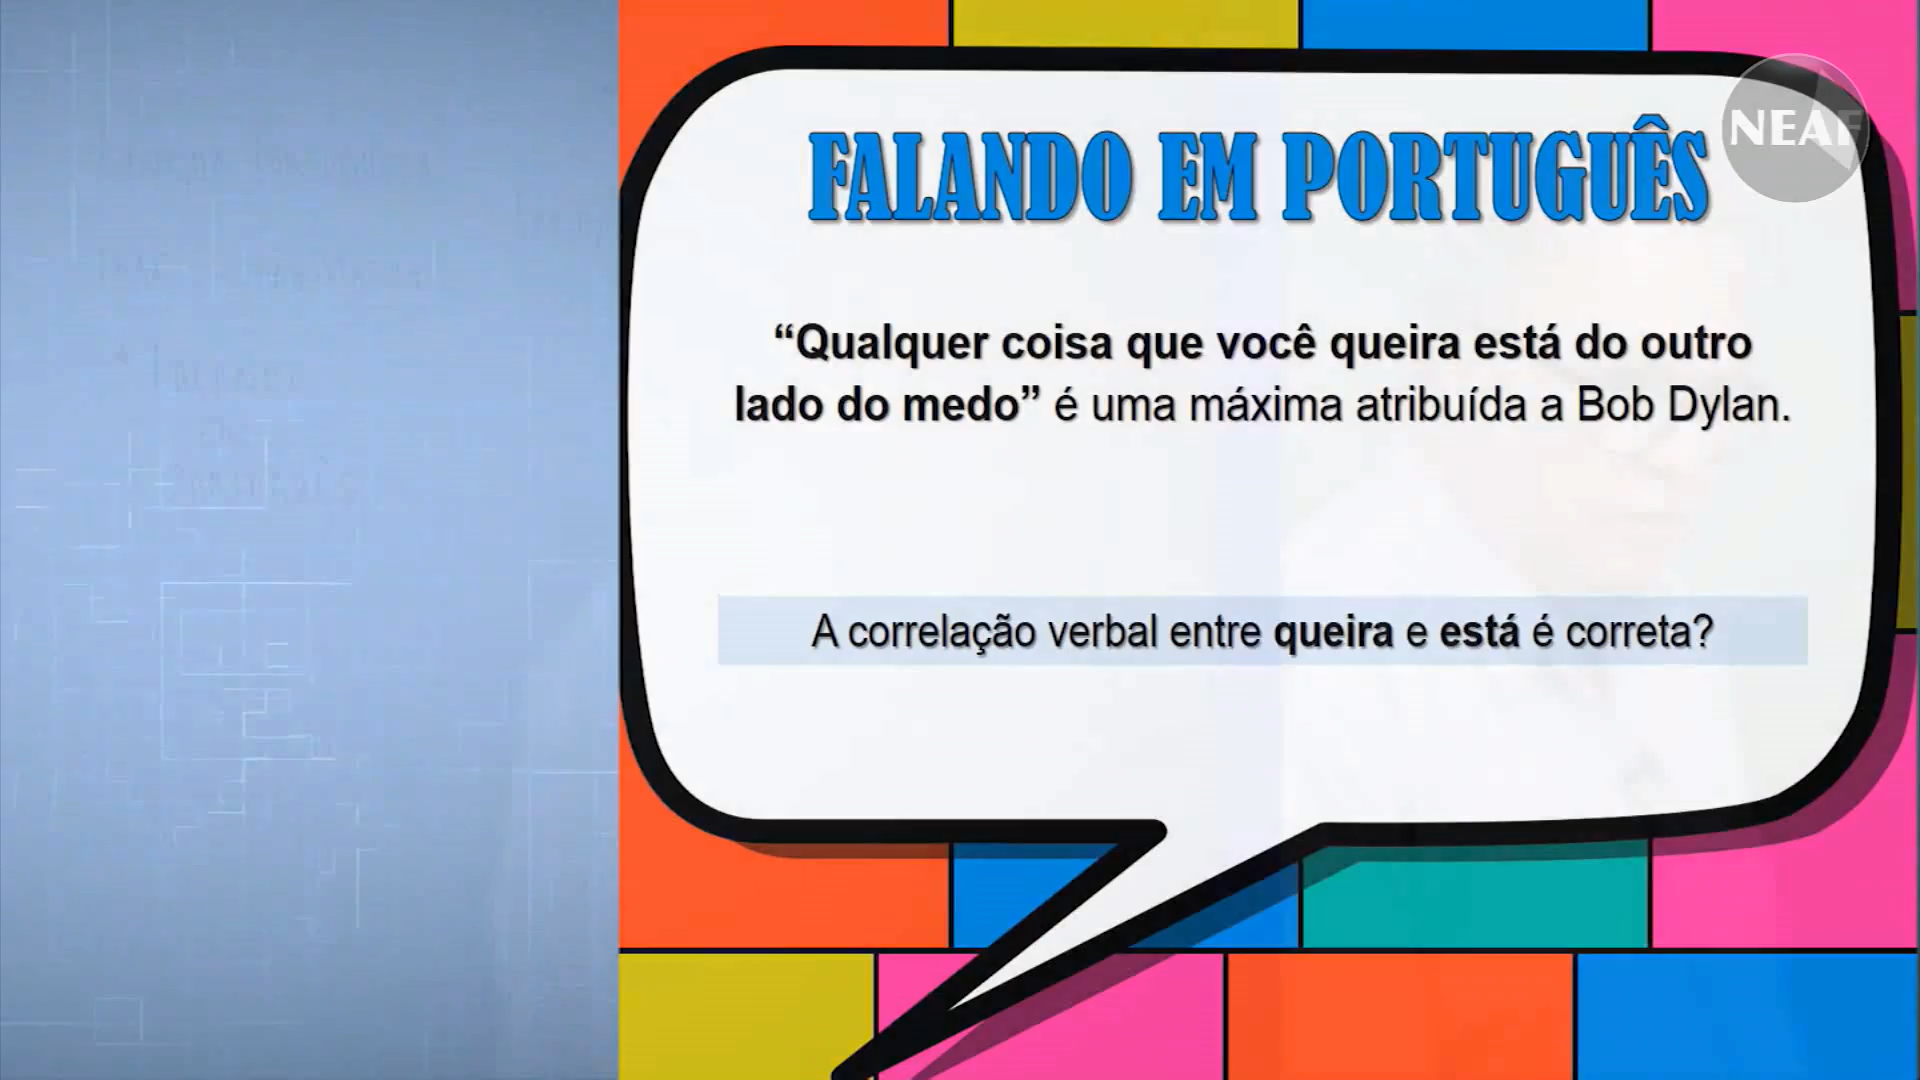 NEAF
FALANDO EM PORTUGUÊS
“Qualquer coisa que você queira está do outro
lado do medo” é uma máxima atribuída a Bob Dylan.
A correlação verbal entre queira e está é correta?